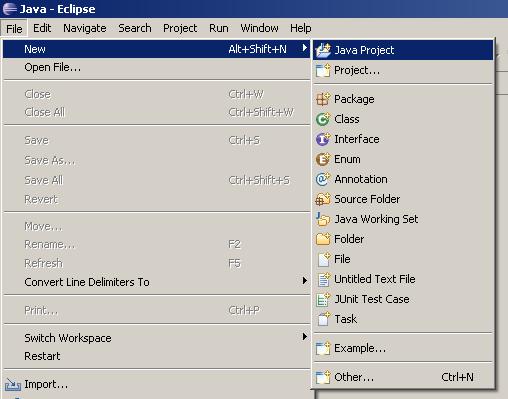 Java - Eclipse
File Edit Navigate Search Project Run Window Help
New Alt+Shift+N
Open File...
Close Ctrl+W
Close All Ctrl+Shift+W
Save Ctrl+S
Save As...
Save All Ctrl+Shift+S
Revert
Move...
Rename... F2
Refresh F5
Convert Line Delimiters To
Print... Ctrl+P
Switch Workspace
Restart
Import...
Java Project
Project...
Package
Class
Interface
Enum
Annotation
Source Folder
Java Working Set
Folder
File
Untitled Text File
JUnit Test Case
Task
Example...
Other... Ctrl+N